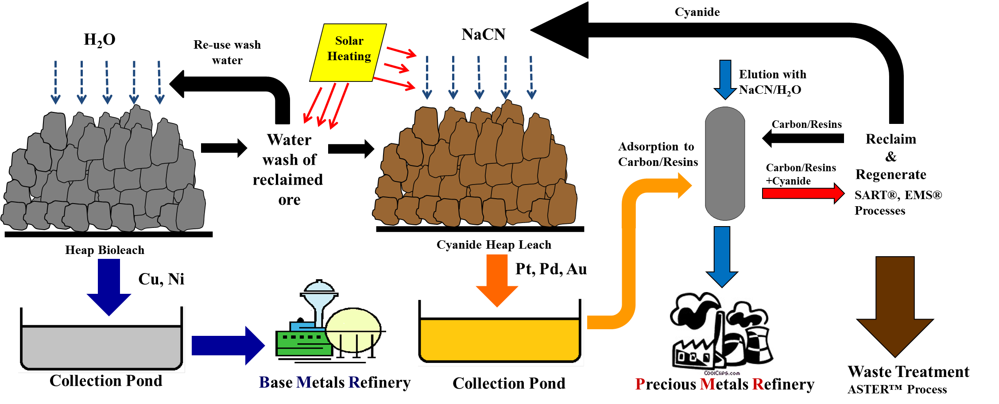 Cyanide
H₂O
Re-use wash
water
Solar
Heating
NaCN
Elution with
NaCN/H₂O
Carbon/Resins
Reclaim
&
Regenerate
SART®, EMS®
Processes
Water
wash of
reclaimed
ore
Adsorption to
Carbon/Resins
Carbon/Resins
+Cyanide
Heap Bioleach
Cyanide Heap Leach
Cu, Ni
Pt, Pd, Au
Collection Pond
Base Metals Refinery
Collection Pond
COOLCLIPS.com
Precious Metals Refinery
Waste Treatment
ASTER™ Process